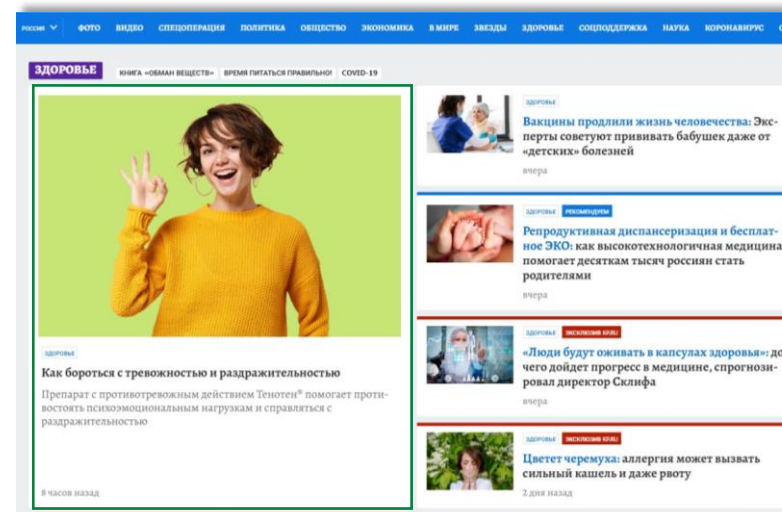 РОССИЯ ФОТО ВИДЕО СПЕЦОПЕРАЦИЯ ПОЛИТИКА ОБЩЕСТВО ЭКОНОМИКА В МИРЕ ЗВЕЗДЫ ЗДОРОВЬЕ СОЦПОДДЕРЖКА НАУКА КОРОНАВИРУС
ЗДОРОВЬЕ КНИГА «ОБМАН ВЕЩЕСТВ» ВРЕМЯ ПИТАТЬСЯ ПРАВИЛЬНО! COVID-19
ЗДОРОВЬЕ
Как бороться с тревожностью и раздражительностью
Препарат с противотревожным действием Тенотен® помогает проти-
востоять психоэмоциональным нагрузкам и справляться с
раздражительностью
8 часов назад
ЗДОРОВЬЕ
Вакцины продлили жизнь человечества: Экс-
перты советуют прививать бабушек даже от
«детских» болезней
вчера
ЗДОРОВЬЕ РЕКОМЕНДУЕМ
Репродуктивная диспансеризация и бесплат-
ное ЭКО: как высокотехнологичная медицина
помогает десяткам тысяч россиян стать
родителями
вчера
ЗДОРОВЬЕ ЭКСКЛЮЗИВ KP.RU
«Люди будут оживать в капсулах здоровья»: до
чего дойдет прогресс в медицине, спрогнози-
ровал директор Склифа
вчера
ЗДОРОВЬЕ ЭКСКЛЮЗИВ KP.RU
Цветет черемуха: аллергия может вызвать
сильный кашель и даже рвоту
2 дня назад